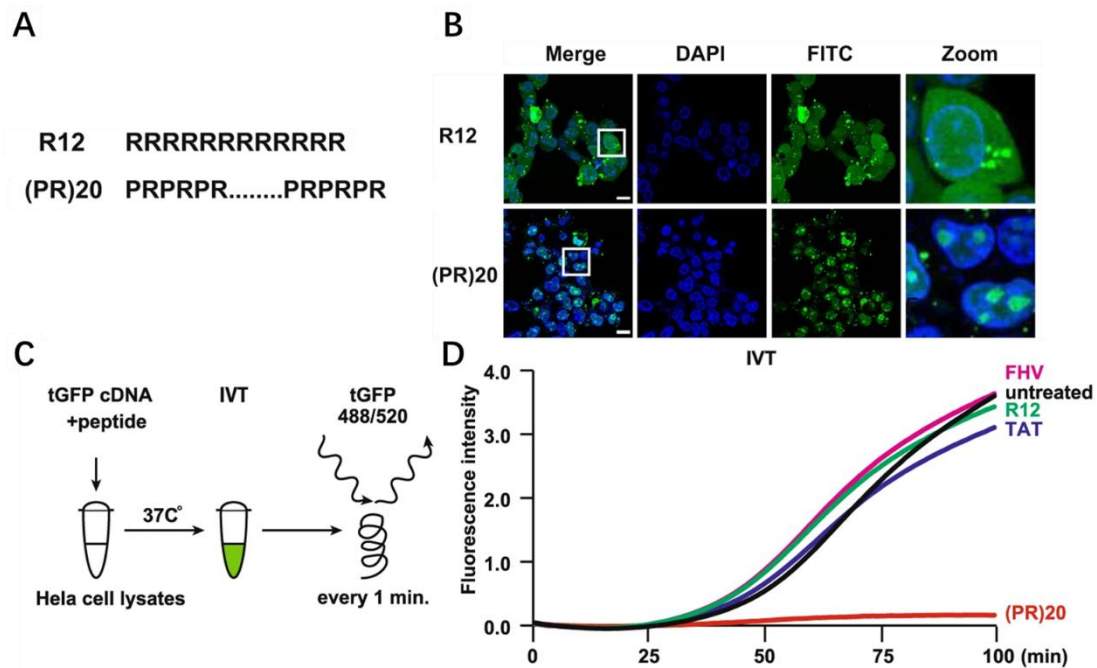 A
R12 RRRRRRRRRRRR
(PR)20 PRPRPR........PRPRPR
B
Merge DAPI FITC Zoom
R12
(PR)20
C
tGFP cDNA
+peptide
IVT
tGFP
488/520
37C°
Hela cell lysates
every 1 min.
D
IVT
Fluorescence intensity
4.0
3.0
2.0
1.0
0.0
0 25 50 75 100 (min)
FHV
untreated
R12
TAT
(PR)20